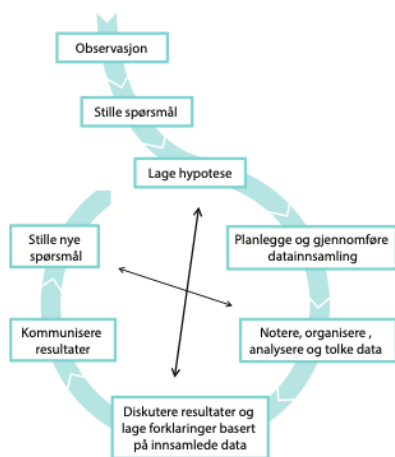 Observasjon
Stille spørsmål
Lage hypotese
Planlegge og gjennomføre
datainnsamling
Notere, organisere ,
analysere og tolke data
Diskutere resultater og
lage forklaringer basert
på innsamlede data
Kommunisere
resultater
Stille nye
spørsmål